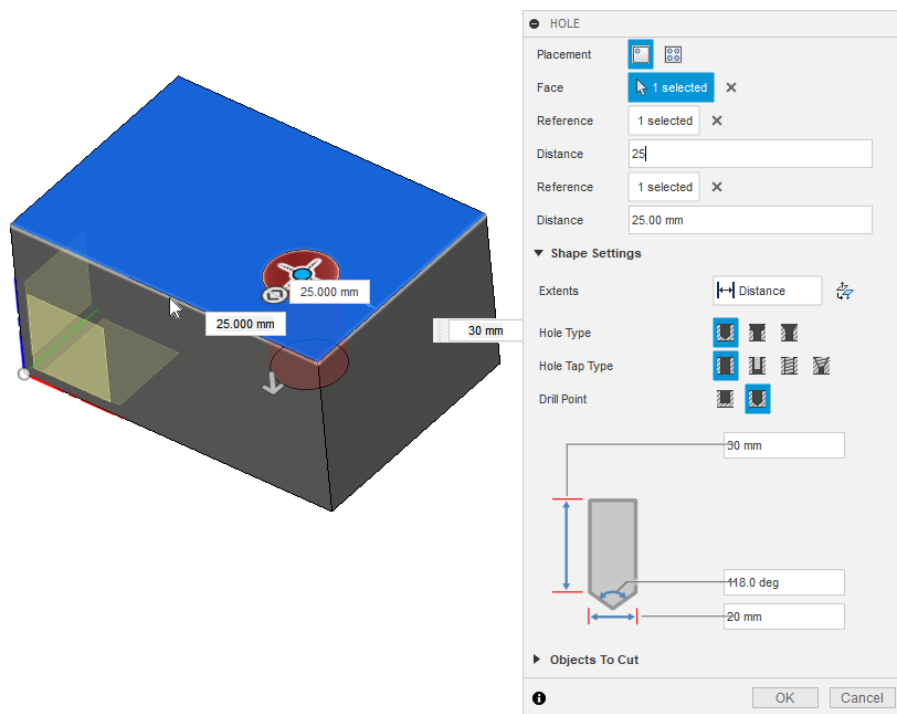 HOLE
Placement
Face 1 selected
Reference 1 selected
Distance 25
Reference 1 selected
Distance 25.00 mm
Shape Settings
Extents Distance
Hole Type
Hole Tap Type
Drill Point
30 mm
118.0 deg
20 mm
Objects To Cut
OK Cancel
25.000 mm
25.000 mm
30 mm